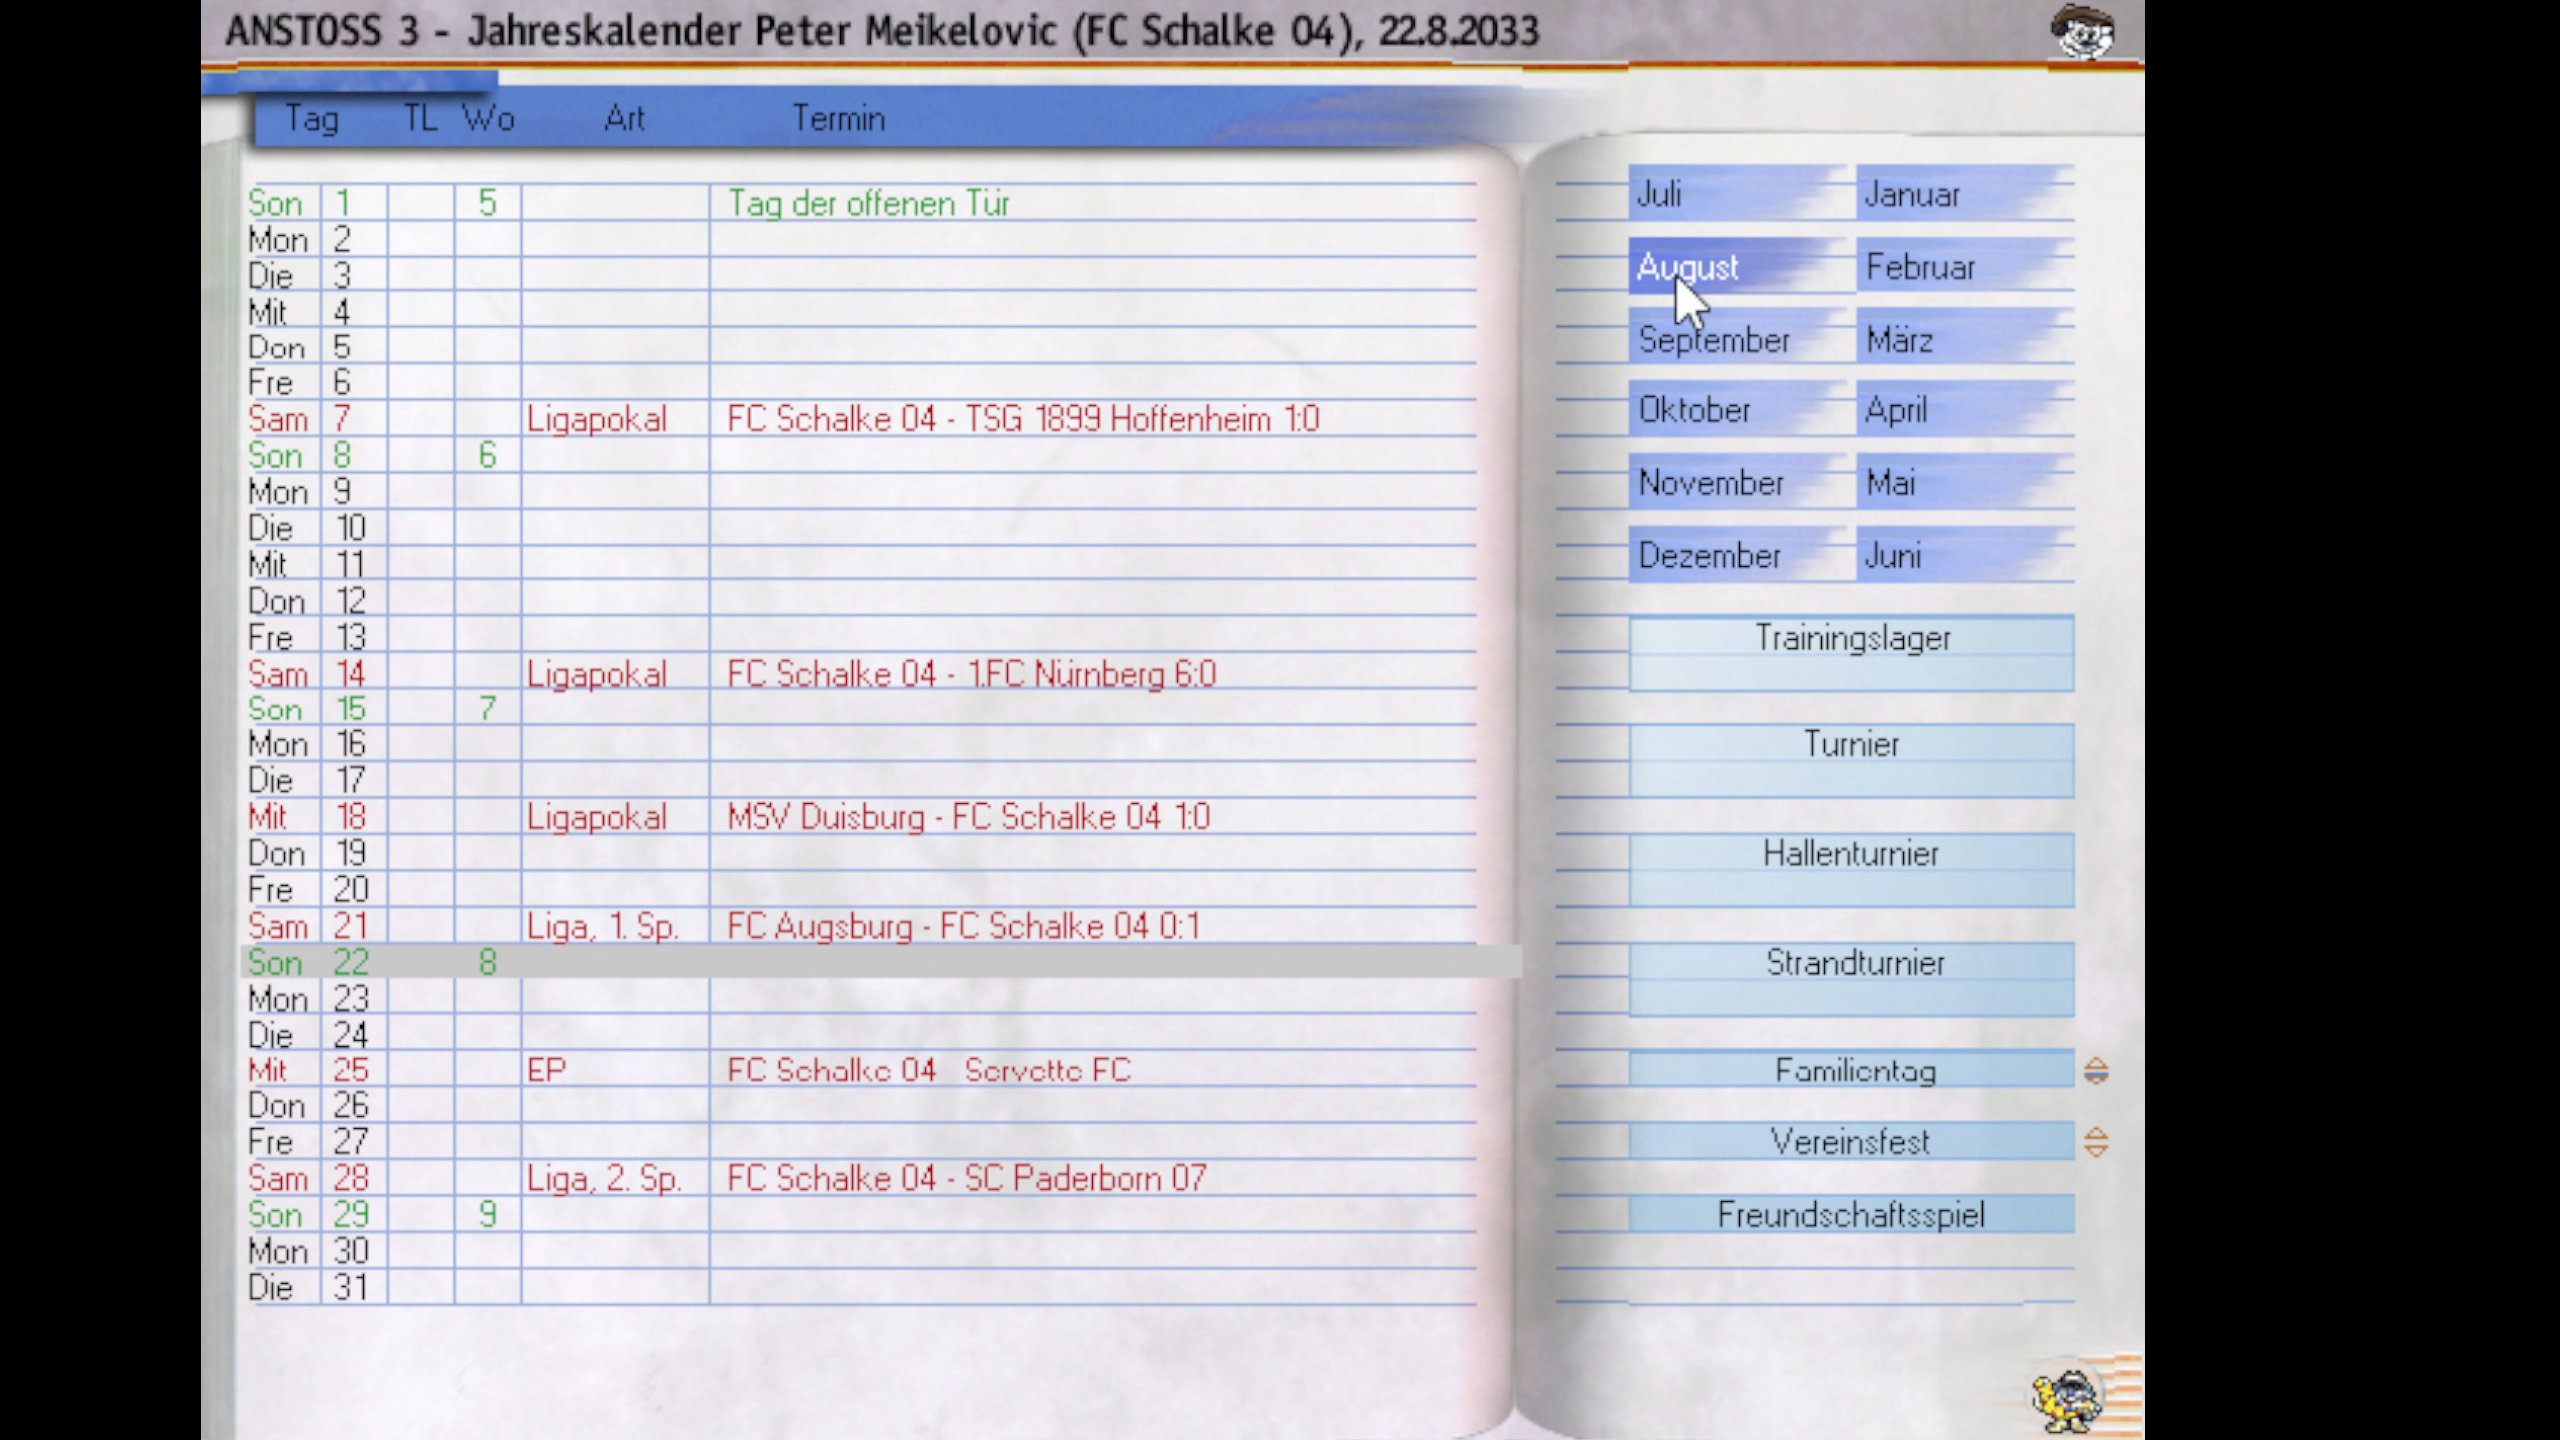 ANSTOSS 3 - Jahreskalender Peter Meikelovic (FC Schalke 04), 22.8.2033
Tag TL Wo Art Termin
Son 1 5 Tag der offenen Tür
Mon 2
Die 3
Mit 4
Don 5
Fre 6
Sam 7 Ligapokal FC Schalke 04 - TSG 1899 Hoffenheim 1:0
Son 8 6
Mon 9
Die 10
Mit 11
Don 12
Fre 13
Sam 14 Ligapokal FC Schalke 04 - 1.FC Nürnberg 6:0
Son 15 7
Mon 16
Die 17
Mit 18 Ligapokal MSV Duisburg - FC Schalke 04 1:0
Don 19
Fre 20
Sam 21 Liga, 1. Sp. FC Augsburg - FC Schalke 04 0:1
Son 22 8
Mon 23
Die 24
Mit 25 EP FC Schalke 04 - Servette FC
Don 26
Fre 27
Sam 28 Liga, 2. Sp. FC Schalke 04 - SC Paderborn 07
Son 29 9
Mon 30
Die 31
Juli Januar
August Februar
September März
Oktober April
November Mai
Dezember Juni
Trainingslager
Turnier
Hallenturnier
Strandturnier
Familientag
Vereinsfest
Freundschaftsspiel